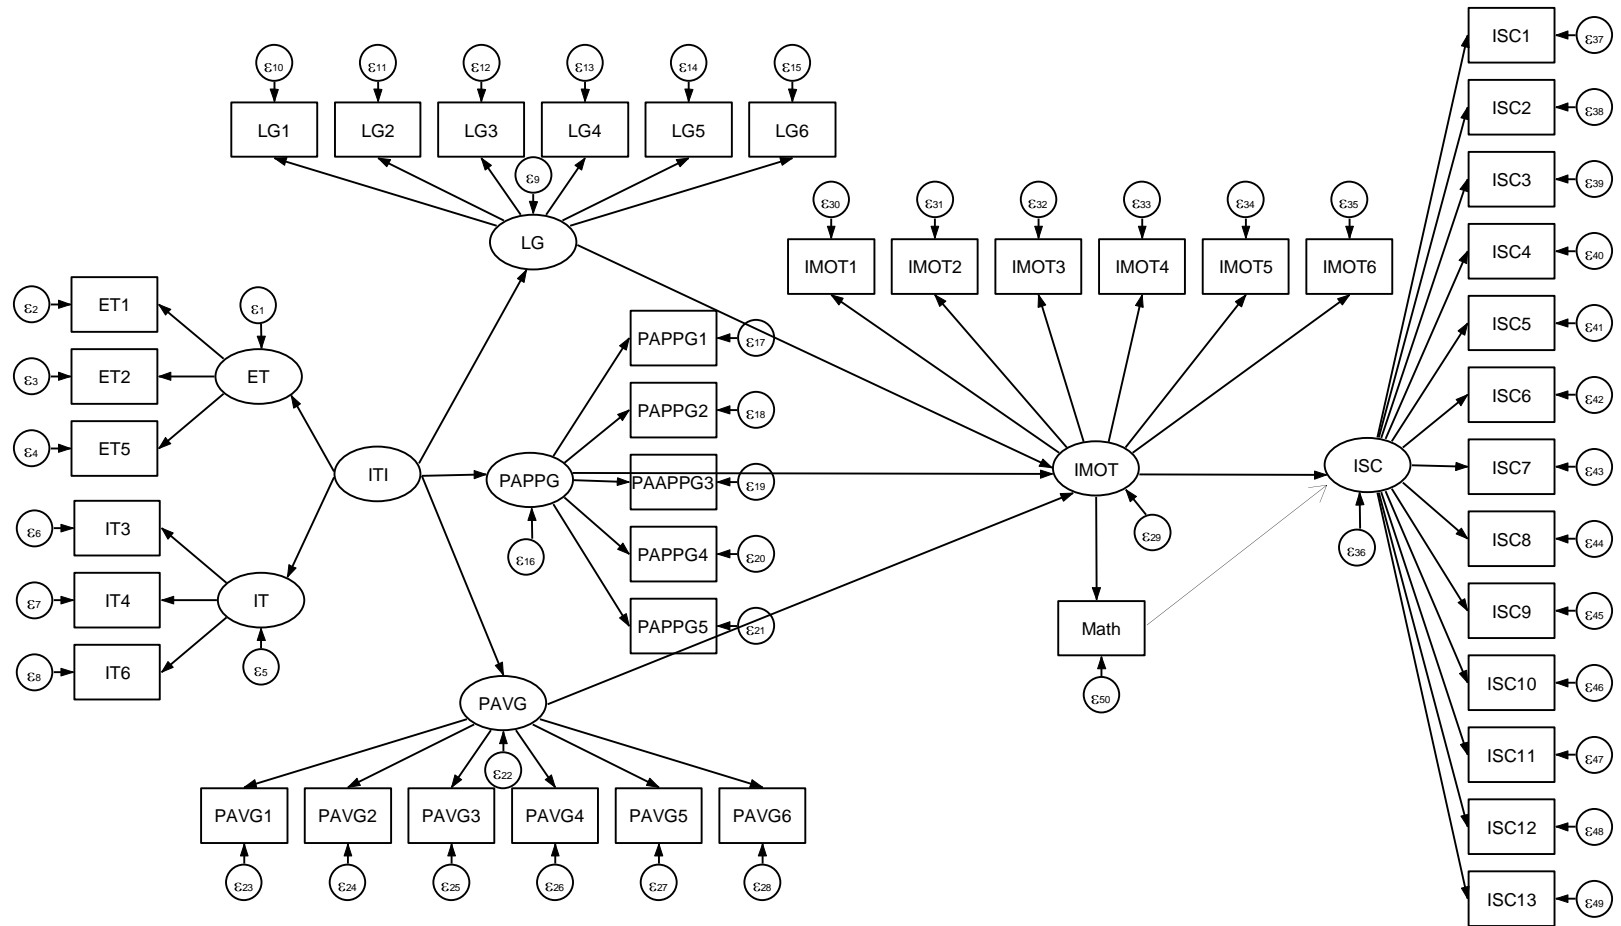 ε10 ε11 ε12 ε13 ε14 ε15
LG1 LG2 LG3 LG4 LG5 LG6
ε9
LG
ε30 ε31 ε32 ε33 ε34 ε35
IMOT1 IMOT2 IMOT3 IMOT4 IMOT5 IMOT6
ε2 ET1
ε3 ET2
ε4 ET5
ε1
ET
ε6 IT3
ε7 IT4
ε8 IT6
IT
ε5
ITI
PAPPG
ε16
PAPPG1 ε17
PAPPG2 ε18
PAAPPG3 ε19
PAPPG4 ε20
PAPPG5 ε21
PAVG
ε22
PAVG1 PAVG2 PAVG3 PAVG4 PAVG5 PAVG6
ε23 ε24 ε25 ε26 ε27 ε28
IMOT
ε29
Math
ε50
ISC
ε36
ISC1 ε37
ISC2 ε38
ISC3 ε39
ISC4 ε40
ISC5 ε41
ISC6 ε42
ISC7 ε43
ISC8 ε44
ISC9 ε45
ISC10 ε46
ISC11 ε47
ISC12 ε48
ISC13 ε49